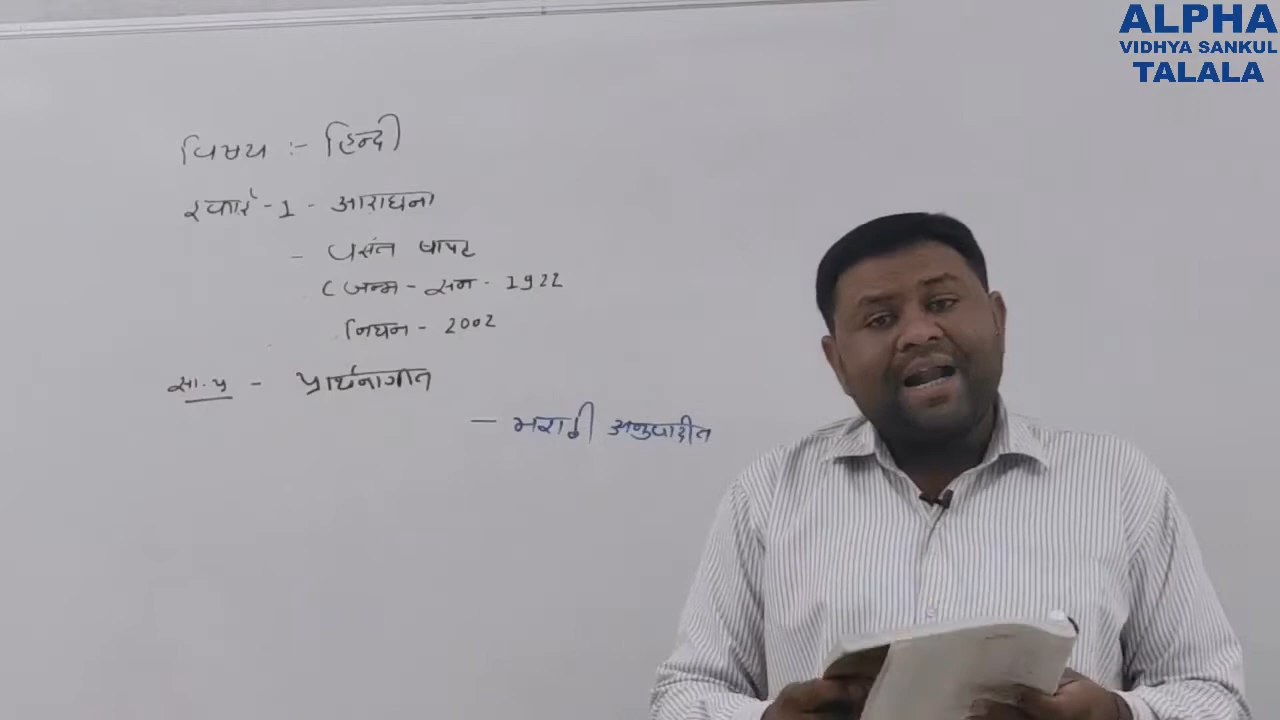 ALPHA
VIDHYA SANKUL
TALALA
विषय :- हिन्दी
इकाई - 1 - आराधना
- वसंत बापट
( जन्म - सन - 1922
निधन - 2002
सा. प्र - प्रार्थनागीत
- मराठी अनुवादीत